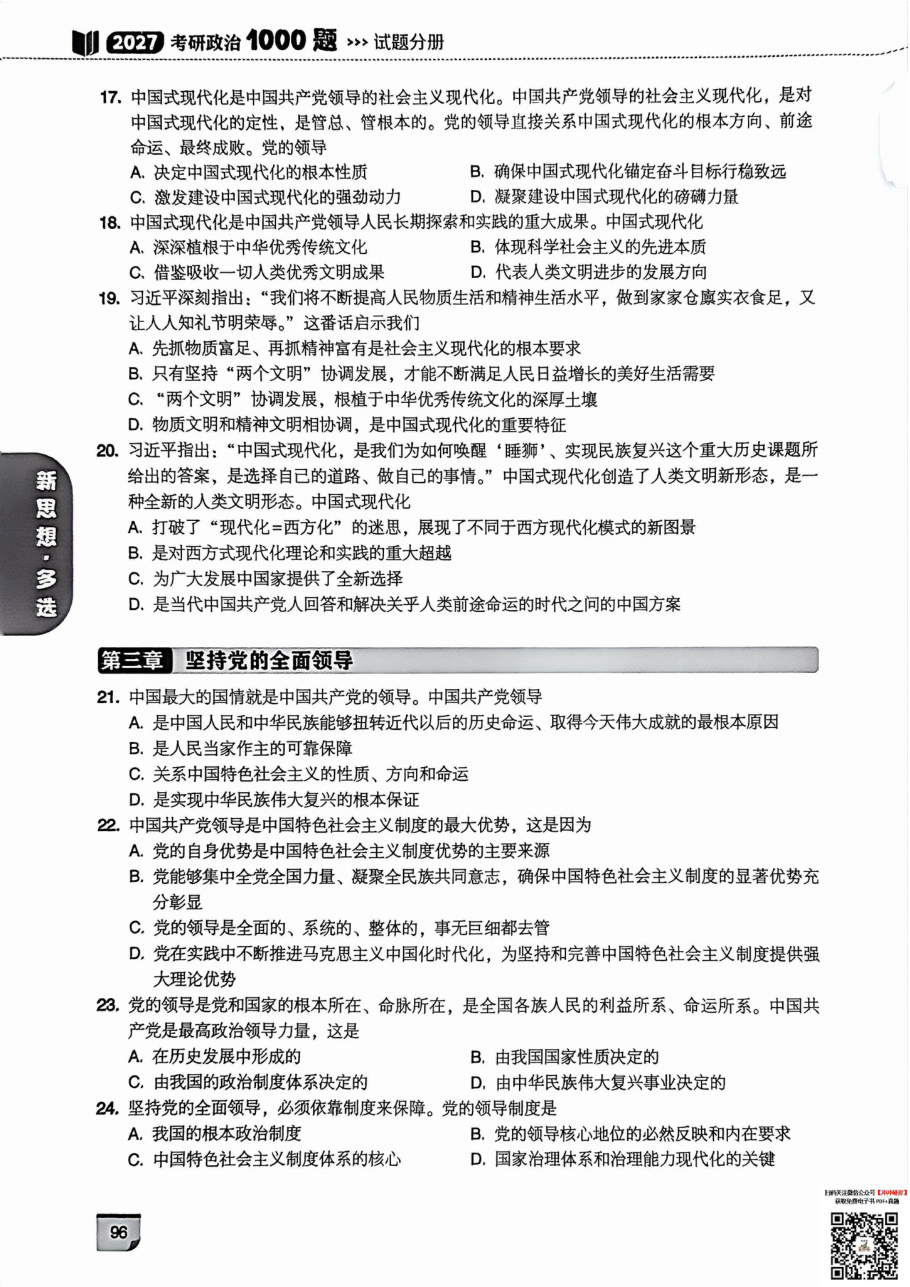 2027 考研政治 1000 题 >>> 试题分册
17. 中国式现代化是中国共产党领导的社会主义现代化。中国共产党领导的社会主义现代化，是对
中国式现代化的定性，是管总、管根本的。党的领导直接关系中国式现代化的根本方向、前途
命运、最终成败。党的领导
A. 决定中国式现代化的根本性质 B. 确保中国式现代化锚定奋斗目标行稳致远
C. 激发建设中国式现代化的强劲动力 D. 凝聚建设中国式现代化的磅礴力量
18. 中国式现代化是中国共产党领导人民长期探索和实践的重大成果。中国式现代化
A. 深深植根于中华优秀传统文化 B. 体现科学社会主义的先进本质
C. 借鉴吸收一切人类优秀文明成果 D. 代表人类文明进步的发展方向
19. 习近平深刻指出：“我们将不断提高人民物质生活和精神生活水平，做到家家仓廪实衣食足，又
让人人知礼节明荣辱。”这番话启示我们
A. 先抓物质富足、再抓精神富有是社会主义现代化的根本要求
B. 只有坚持“两个文明”协调发展，才能不断满足人民日益增长的美好生活需要
C. “两个文明”协调发展，根植于中华优秀传统文化的深厚土壤
D. 物质文明和精神文明相协调，是中国式现代化的重要特征
20. 习近平指出：“中国式现代化，是我们为如何唤醒‘睡狮’、实现民族复兴这个重大历史课题所
给出的答案，是选择自己的道路、做自己的事情。”中国式现代化创造了人类文明新形态，是一
种全新的人类文明形态。中国式现代化
A. 打破了“现代化=西方化”的迷思，展现了不同于西方现代化模式的新图景
B. 是对西方式现代化理论和实践的重大超越
C. 为广大发展中国家提供了全新选择
D. 是当代中国共产党人回答和解决关乎人类前途命运的时代之问的中国方案
新思想·多选
第三章 坚持党的全面领导
21. 中国最大的国情就是中国共产党的领导。中国共产党领导
A. 是中国人民和中华民族能够扭转近代以后的历史命运、取得今天伟大成就的最根本原因
B. 是人民当家作主的可靠保障
C. 关系中国特色社会主义的性质、方向和命运
D. 是实现中华民族伟大复兴的根本保证
22. 中国共产党领导是中国特色社会主义制度的最大优势，这是因为
A. 党的自身优势是中国特色社会主义制度优势的主要来源
B. 党能够集中全党全国力量、凝聚全民族共同意志，确保中国特色社会主义制度的显著优势充
分彰显
C. 党的领导是全面的、系统的、整体的，事无巨细都去管
D. 党在实践中不断推进马克思主义中国化时代化，为坚持和完善中国特色社会主义制度提供强
大理论优势
23. 党的领导是党和国家的根本所在、命脉所在，是全国各族人民的利益所系、命运所系。中国共
产党是最高政治领导力量，这是
A. 在历史发展中形成的 B. 由我国国家性质决定的
C. 由我国的政治制度体系决定的 D. 由中华民族伟大复兴事业决定的
24. 坚持党的全面领导，必须依靠制度来保障。党的领导制度是
A. 我国的根本政治制度 B. 党的领导核心地位的必然反映和内在要求
C. 中国特色社会主义制度体系的核心 D. 国家治理体系和治理能力现代化的关键
扫码关注微信公众号【冲冲研官】
获取免费电子书PDF+真题
96